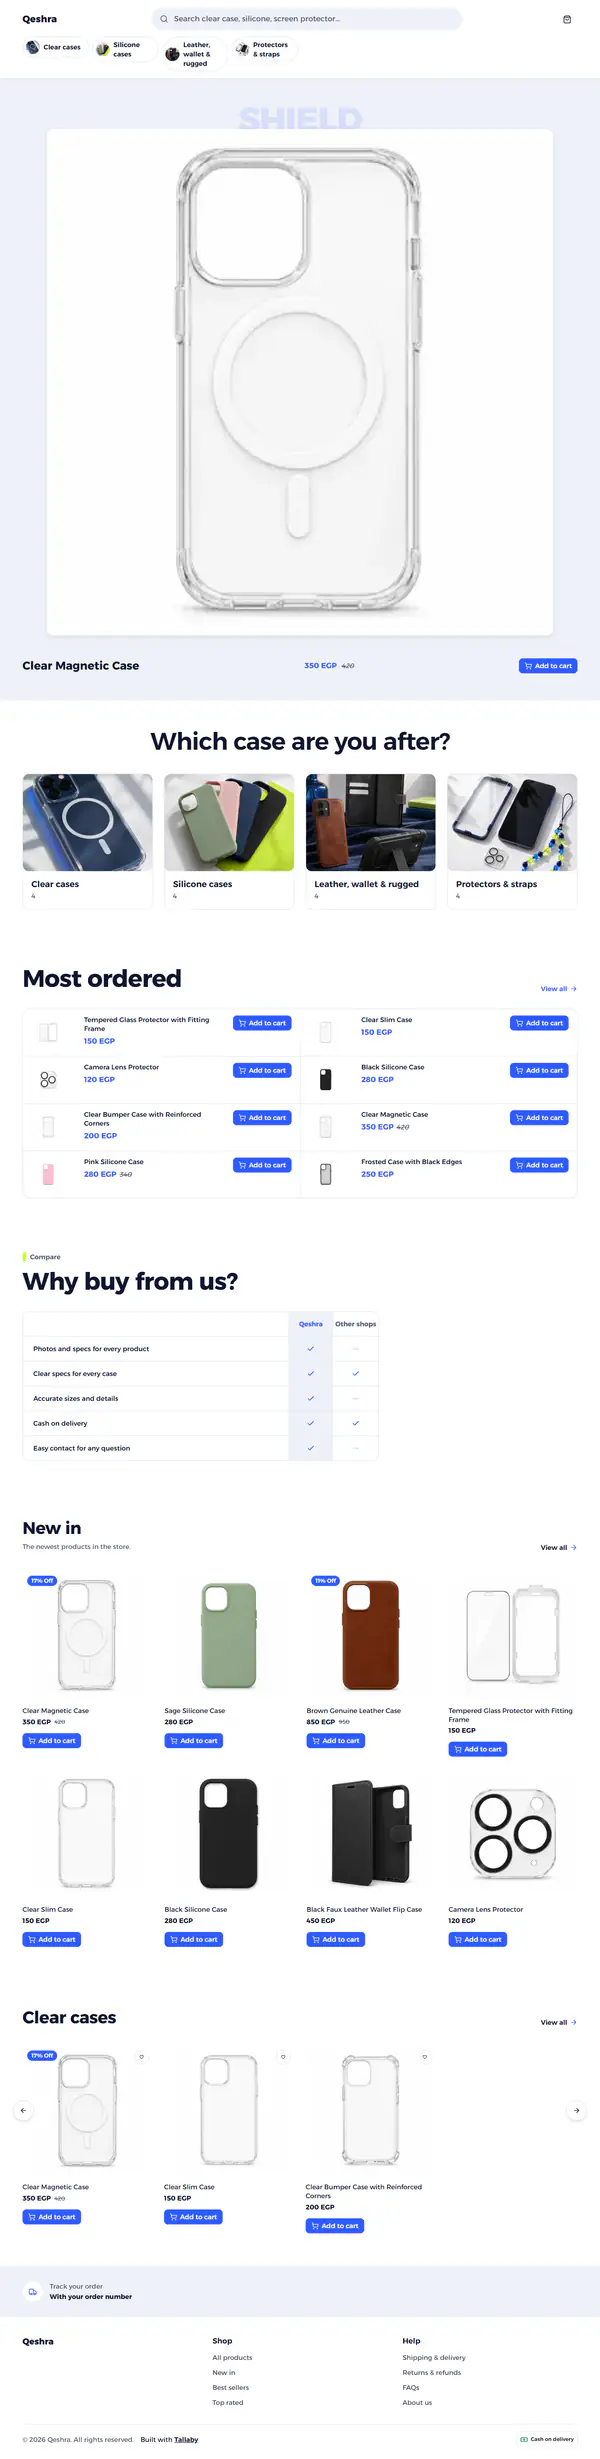 Qeshra
Search clear case, silicone, screen protector...
Clear cases
Silicone
cases
Leather,
wallet &
rugged
Protectors
& straps
SHIELD
Clear Magnetic Case
350 EGP 420
Add to cart
Which case are you after?
Clear cases
4
Silicone cases
4
Leather, wallet & rugged
4
Protectors & straps
4
Most ordered
View all →
Tempered Glass Protector with Fitting
Frame
150 EGP
Add to cart
Clear Slim Case
150 EGP
Add to cart
Camera Lens Protector
120 EGP
Add to cart
Black Silicone Case
280 EGP
Add to cart
Clear Bumper Case with Reinforced
Corners
200 EGP
Add to cart
Clear Magnetic Case
350 EGP 420
Add to cart
Pink Silicone Case
280 EGP 340
Add to cart
Frosted Case with Black Edges
250 EGP
Add to cart
Compare
Why buy from us?
Qeshra Other shops
Photos and specs for every product ✓ —
Clear specs for every case ✓ ✓
Accurate sizes and details ✓ —
Cash on delivery ✓ ✓
Easy contact for any question ✓ —
New in
The newest products in the store.
View all →
17% Off
Clear Magnetic Case
350 EGP 420
Add to cart
Sage Silicone Case
280 EGP
Add to cart
11% Off
Brown Genuine Leather Case
850 EGP 950
Add to cart
Tempered Glass Protector with Fitting
Frame
150 EGP
Add to cart
Clear Slim Case
150 EGP
Add to cart
Black Silicone Case
280 EGP
Add to cart
Black Faux Leather Wallet Flip Case
450 EGP
Add to cart
Camera Lens Protector
120 EGP
Add to cart
Clear cases
View all →
17% Off
Clear Magnetic Case
350 EGP 420
Add to cart
Clear Slim Case
150 EGP
Add to cart
Clear Bumper Case with Reinforced
Corners
200 EGP
Add to cart
Track your order
With your order number
Qeshra
Shop
All products
New in
Best sellers
Top rated
Help
Shipping & delivery
Returns & refunds
FAQs
About us
© 2026 Qeshra. All rights reserved. Built with Tallaby
Cash on delivery